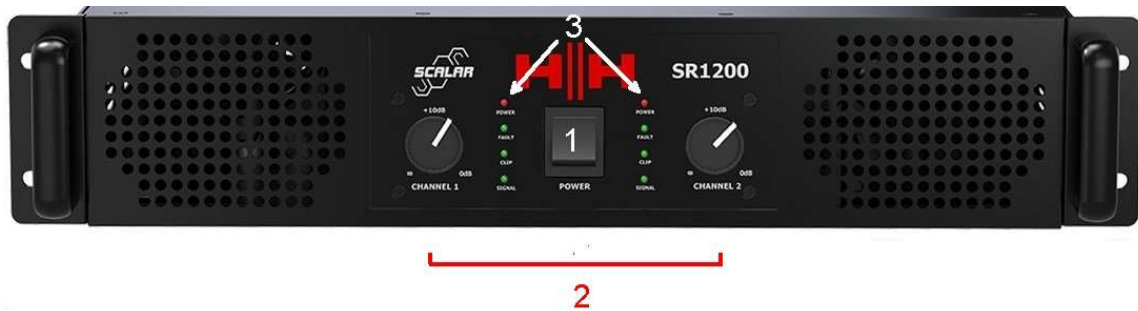 3
SCALAR
H||H
SR1200
+10dB
POWER
FAULT
CLIP
SIGNAL
∞
0dB
CHANNEL 1
1
POWER
POWER
FAULT
CLIP
SIGNAL
+10dB
∞
0dB
CHANNEL 2
2